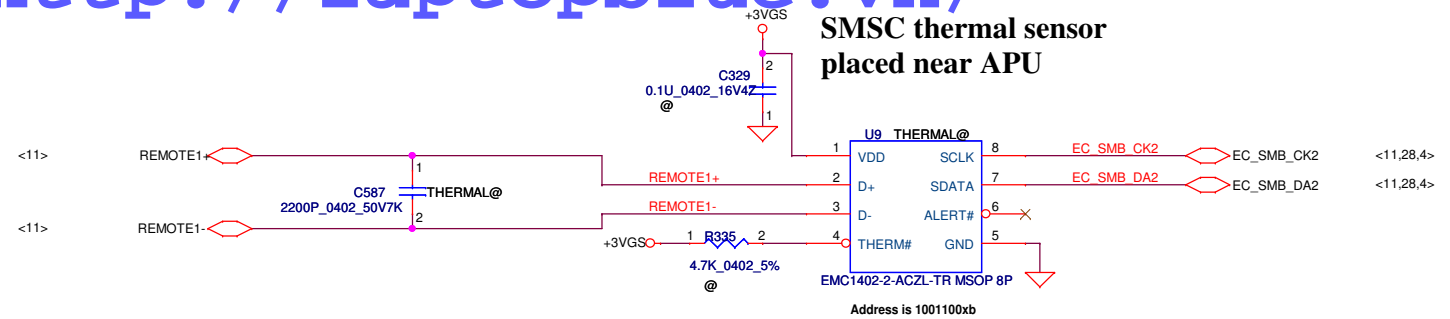 http://laptopblue.vn/
+3VGS
SMSC thermal sensor
placed near APU
2
C329
0.1U_0402_16V4Z
@
1
U9 THERMAL@
<11> REMOTE1+
1 VDD SCLK 8 EC_SMB_CK2 EC_SMB_CK2 <11,28,4>
1
C587 THERMAL@
2200P_0402_50V7K
2
REMOTE1+ 2 D+ SDATA 7 EC_SMB_DA2 EC_SMB_DA2 <11,28,4>
REMOTE1- 3 D- ALERT# 6
<11> REMOTE1-
+3VGS 1 R335 2 4 THERM# GND 5
4.7K_0402_5%
@
EMC1402-2-ACZL-TR MSOP 8P
Address is 1001100xb